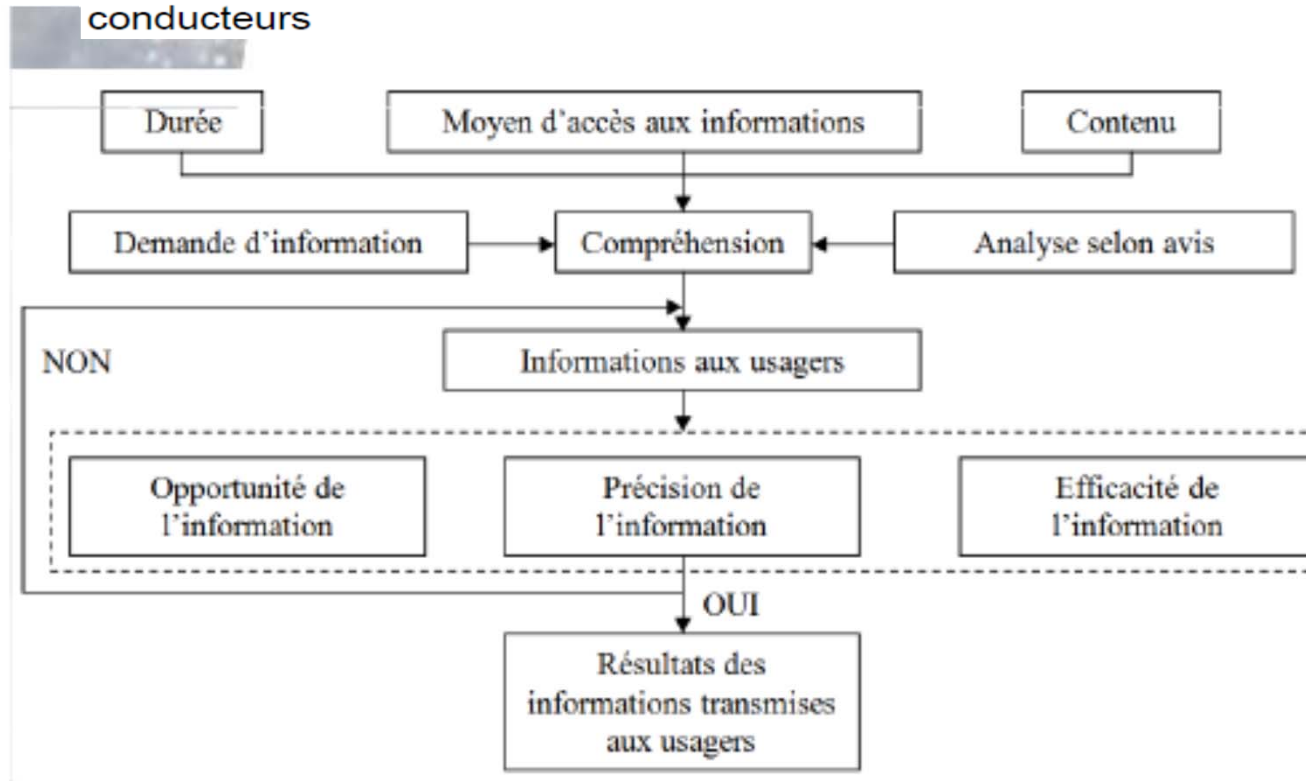 conducteurs
Durée
Moyen d'accès aux informations
Contenu
Demande d'information
Compréhension
Analyse selon avis
NON
Informations aux usagers
Opportunité de
l'information
Précision de
l'information
Efficacité de
l'information
OUI
Résultats des
informations transmises
aux usagers